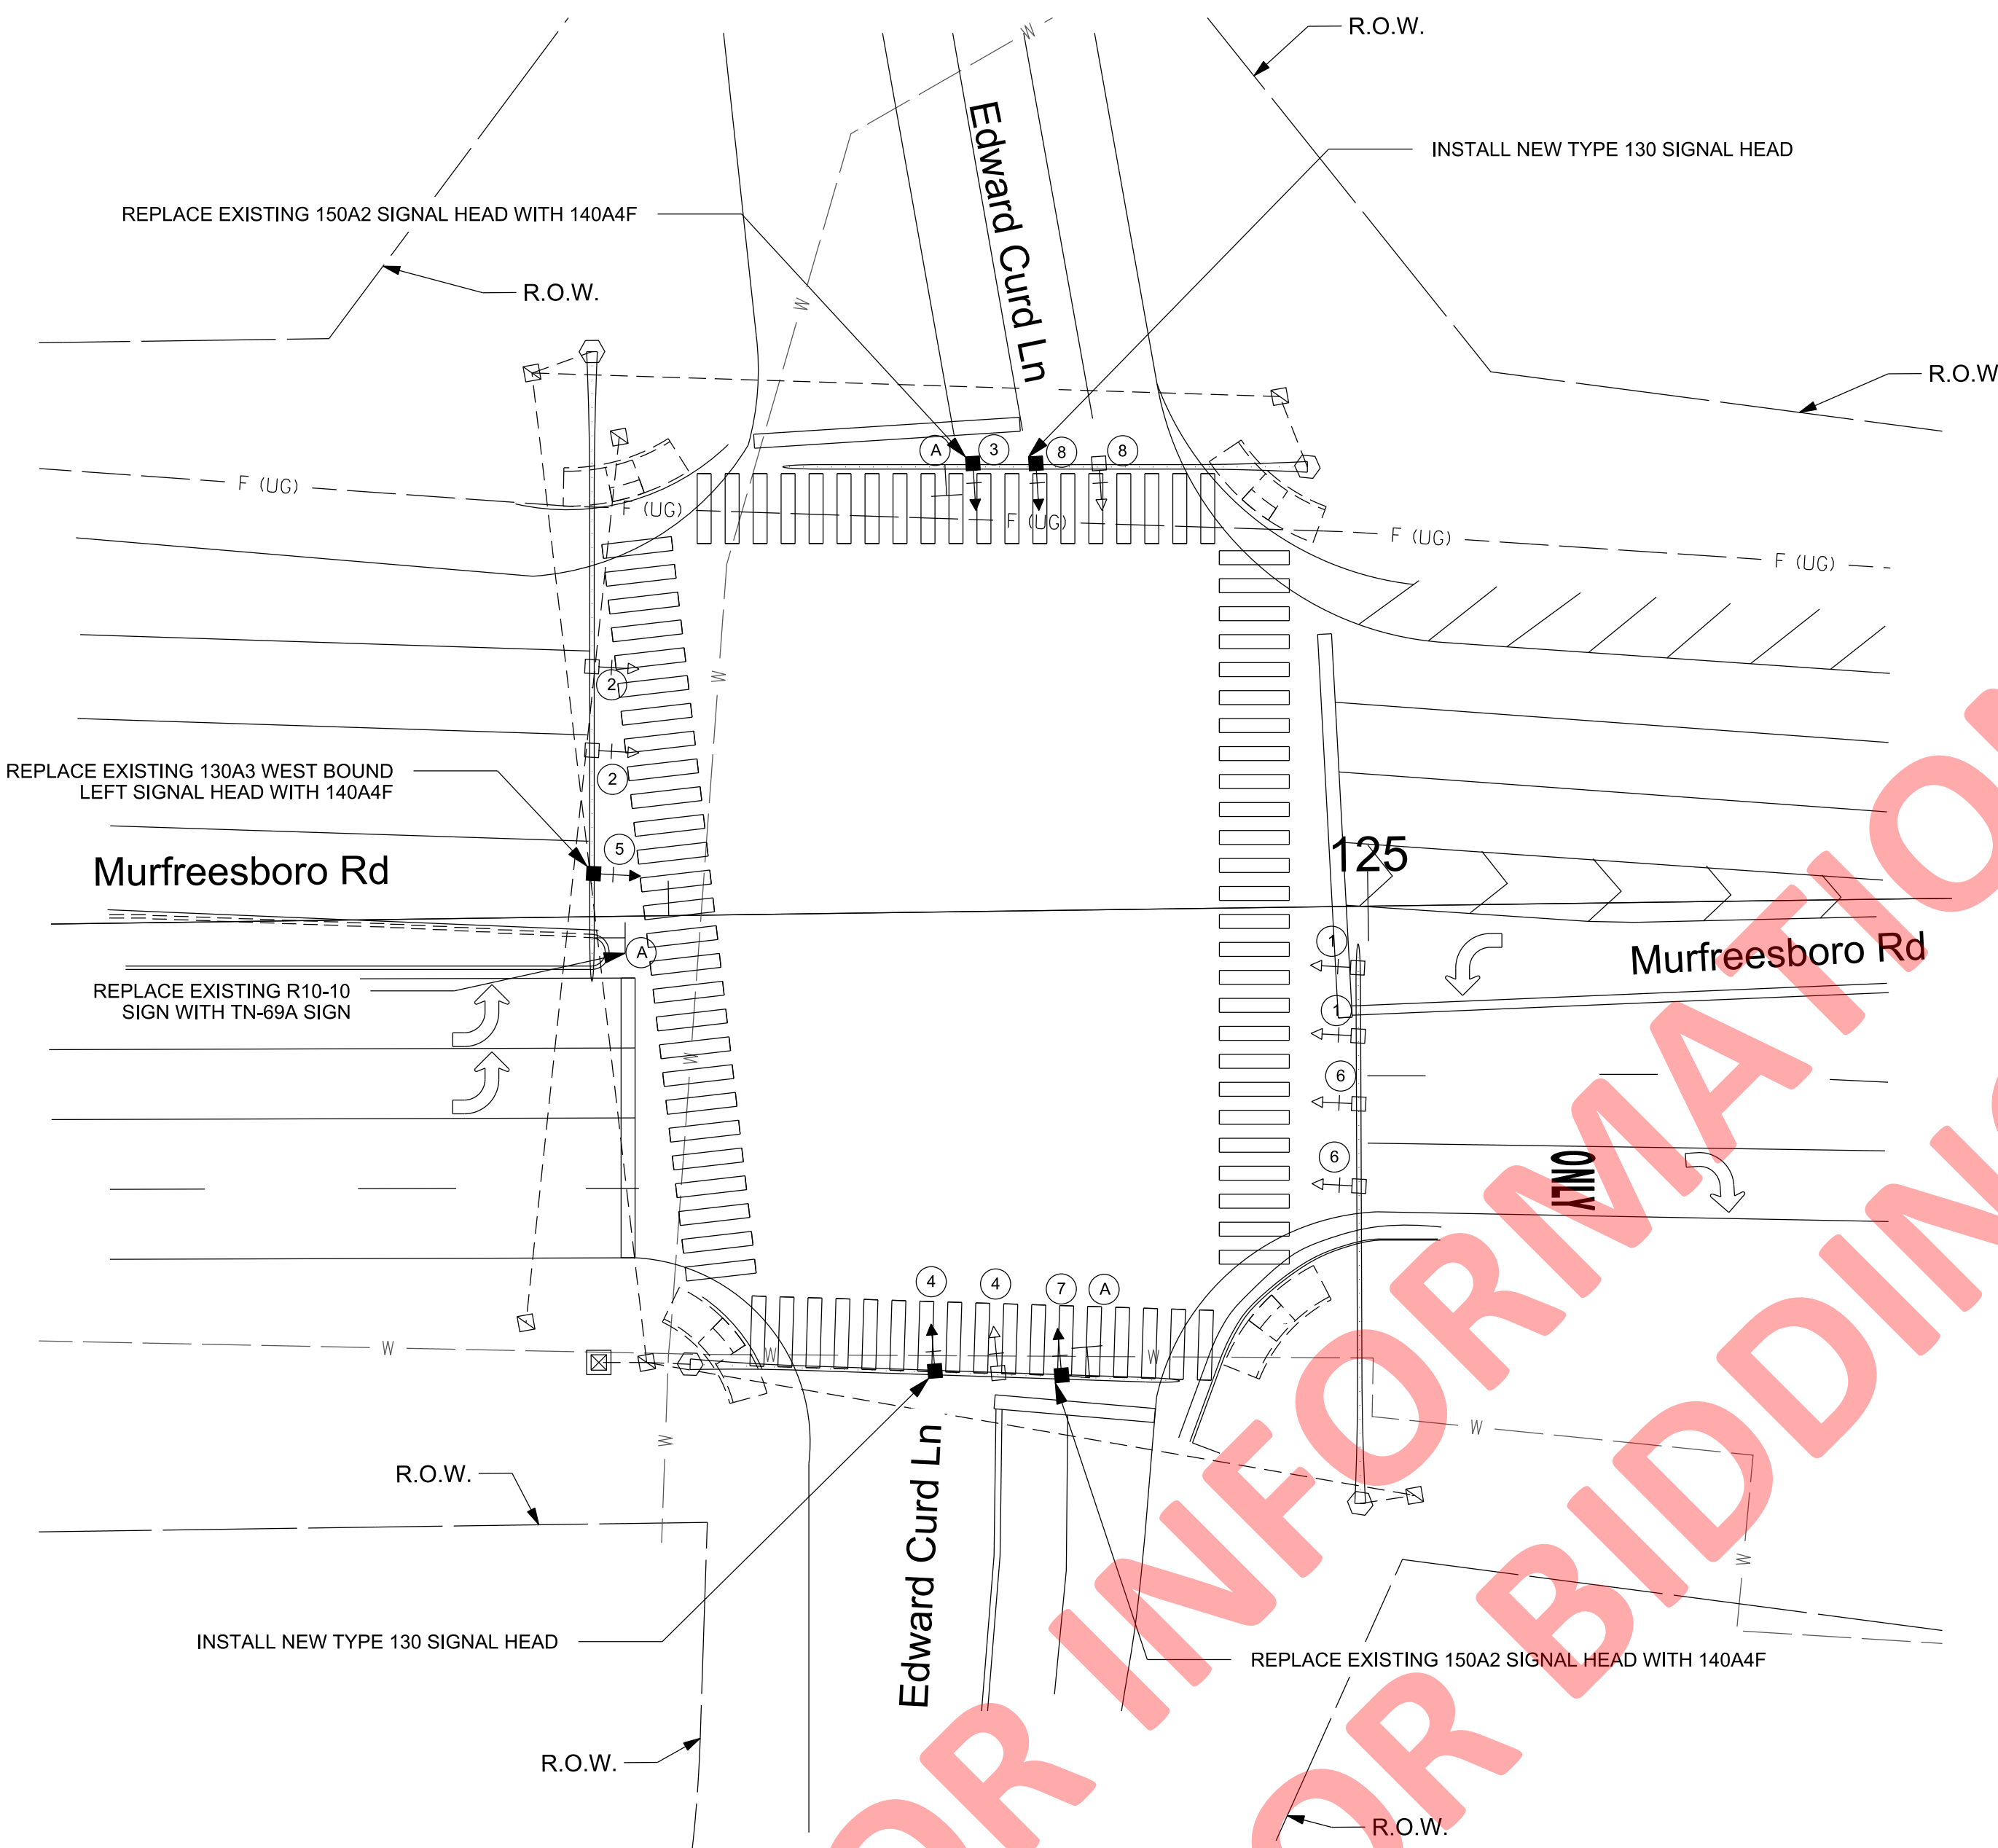 R.O.W.
Edward Curd Ln
INSTALL NEW TYPE 130 SIGNAL HEAD
REPLACE EXISTING 150A2 SIGNAL HEAD WITH 140A4F
R.O.W.
R.O.W
W
W
A
3
8
8
F (UG)
F (UG)
F (UG)
F (UG)
F (UG)
2
W
2
REPLACE EXISTING 130A3 WEST BOUND
LEFT SIGNAL HEAD WITH 140A4F
5
125
Murfreesboro Rd
A
1
Murfreesboro Rd
REPLACE EXISTING R10-10
SIGN WITH TN-69A SIGN
1
W
6
6
ONLY
4
4
7
A
W
W
W
W
W
R.O.W.
Edward Curd Ln
W
INSTALL NEW TYPE 130 SIGNAL HEAD
REPLACE EXISTING 150A2 SIGNAL HEAD WITH 140A4F
R.O.W.
R.O.W.
OR INFORMATION
OR BIDDING